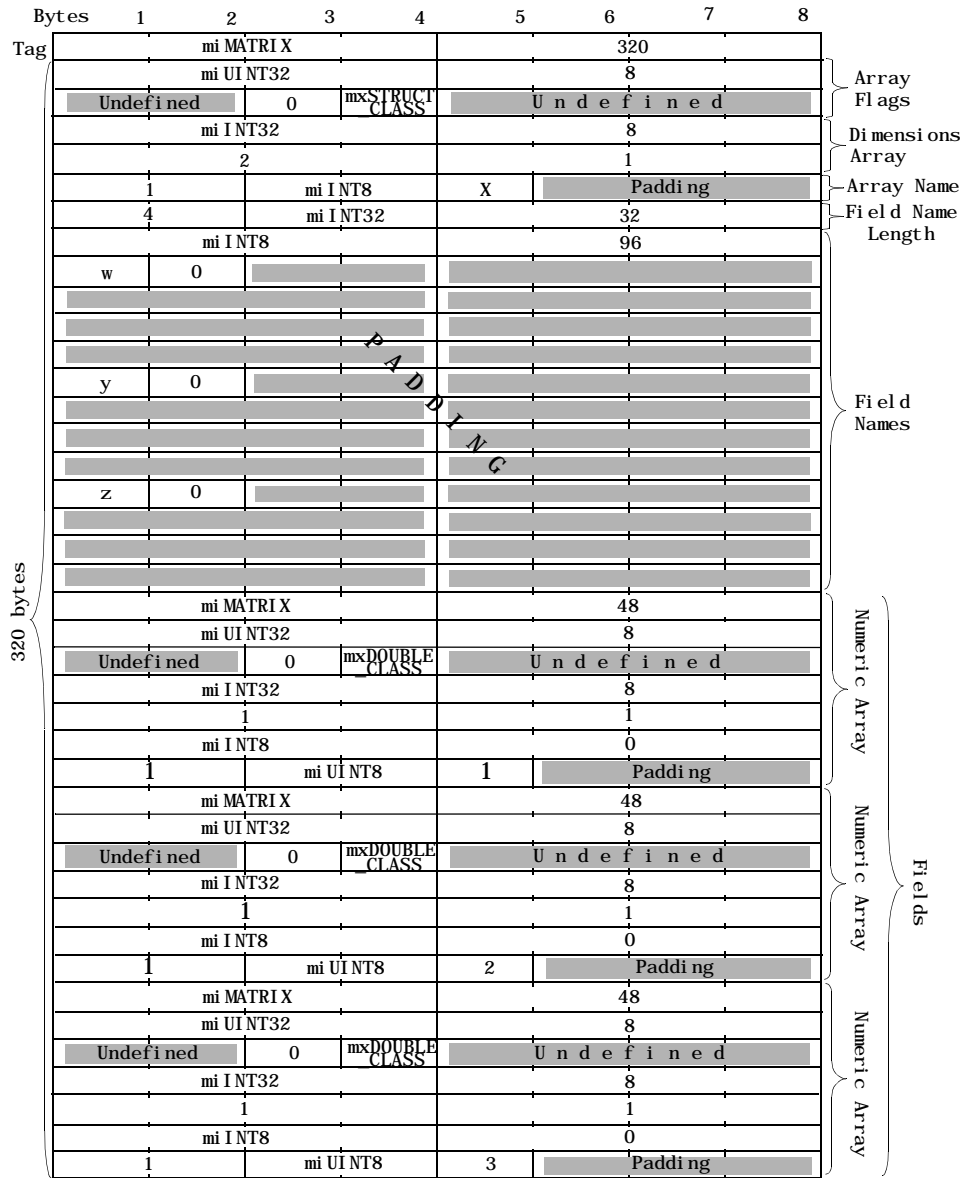 Bytes 1 2 3 4 5 6 7 8
Tag miMATRIX 320
miUINT32 8
Undefined 0 mxSTRUCT_CLASS Undefined
Array Flags
miINT32 8
2 1
Dimensions Array
1 miINT8 X Padding Array Name
4 miINT32 32 Field Name Length
miINT8 96
w 0
PADDING
y 0
Field Names
z 0
320 bytes
miMATRIX 48
miUINT32 8
Undefined 0 mxDOUBLE_CLASS Undefined
miINT32 8
1 1
miINT8 0
1 miUINT8 1 Padding
Numeric Array
miMATRIX 48
miUINT32 8
Undefined 0 mxDOUBLE_CLASS Undefined
miINT32 8
1 1
miINT8 0
1 miUINT8 2 Padding
Numeric Array
Fields
miMATRIX 48
miUINT32 8
Undefined 0 mxDOUBLE_CLASS Undefined
miINT32 8
1 1
miINT8 0
1 miUINT8 3 Padding
Numeric Array